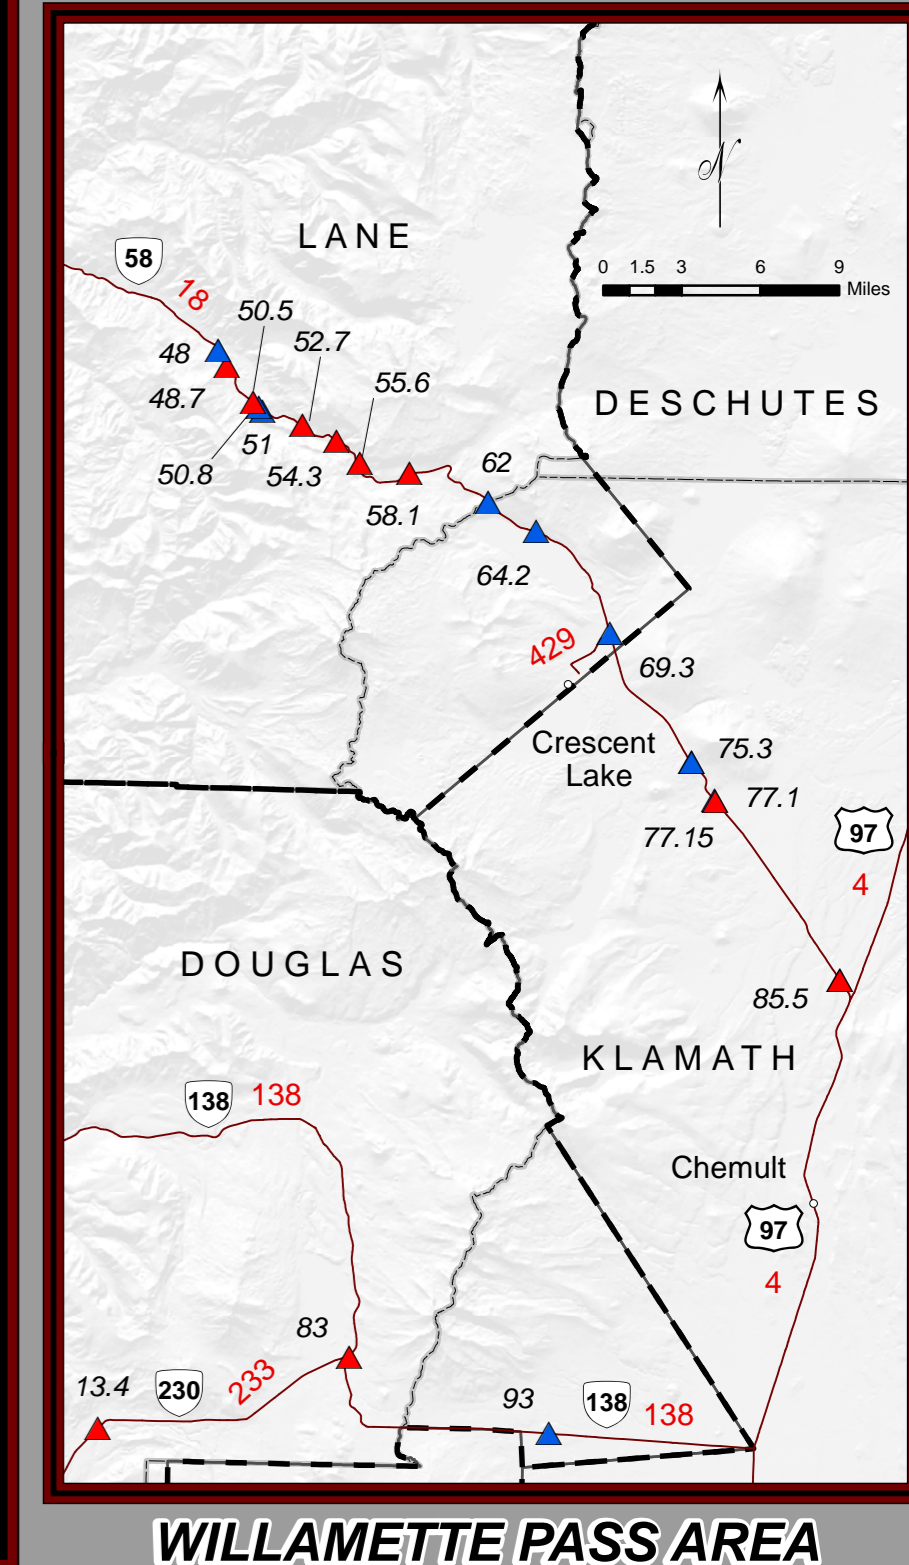 N
LANE
58
18
0 1.5 3 6 9
Miles
50.5
52.7
48
55.6
48.7
DESCHUTES
51
50.8
54.3
62
58.1
64.2
429
69.3
Crescent
Lake
75.3
77.1
77.15
97
4
DOUGLAS
85.5
KLAMATH
138
138
Chemult
97
4
83
233
13.4
230
93
138
138
WILLAMETTE PASS AREA